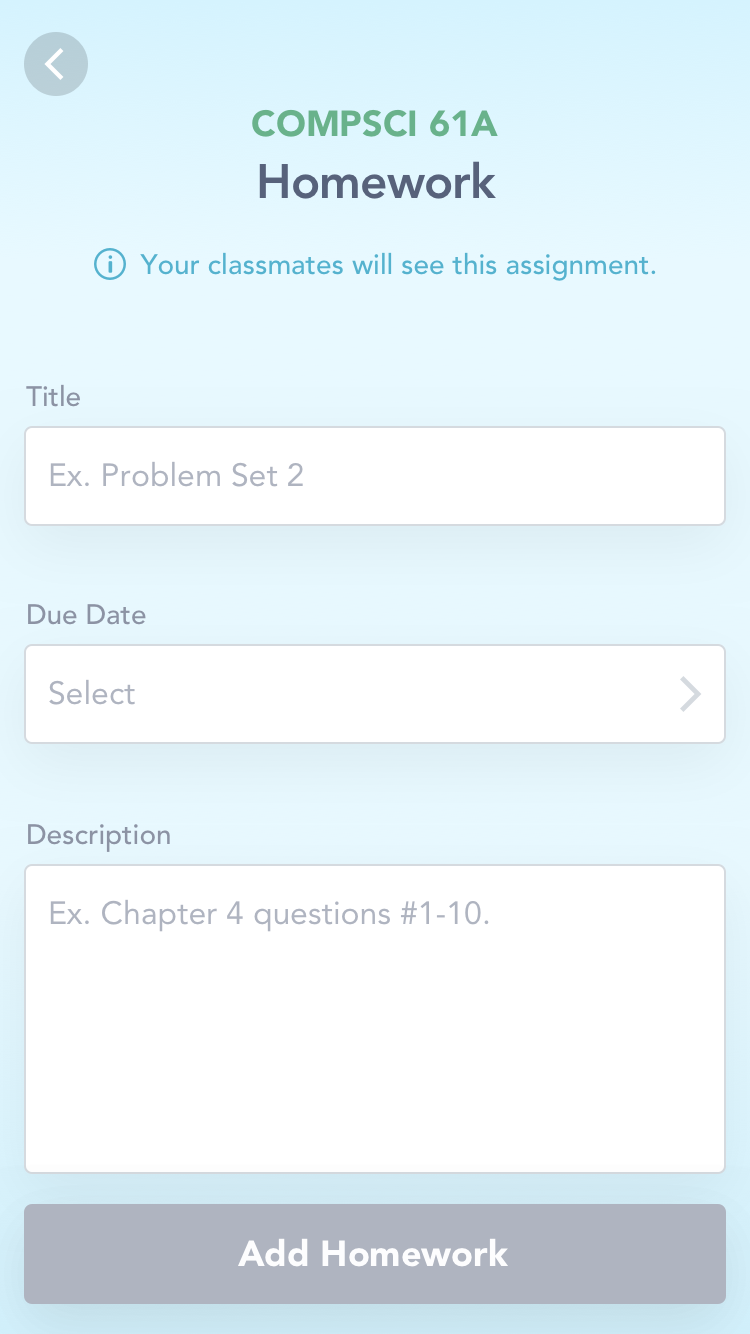 COMPSCI 61A
Homework
Your classmates will see this assignment.
Title
Ex. Problem Set 2
Due Date
Select
Description
Ex. Chapter 4 questions #1-10.
Add Homework